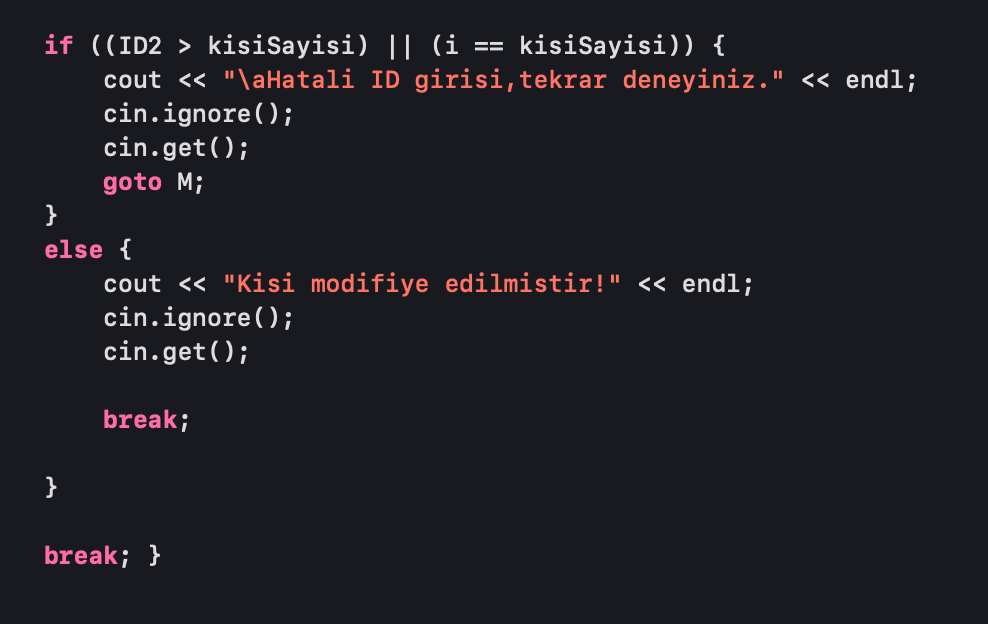 if ((ID2 > kisiSayisi) || (i == kisiSayisi)) {
    cout << "\aHatali ID girisi,tekrar deneyiniz." << endl;
    cin.ignore();
    cin.get();
    goto M;
}
else {
    cout << "Kisi modifiye edilmistir!" << endl;
    cin.ignore();
    cin.get();

    break;

}

break; }